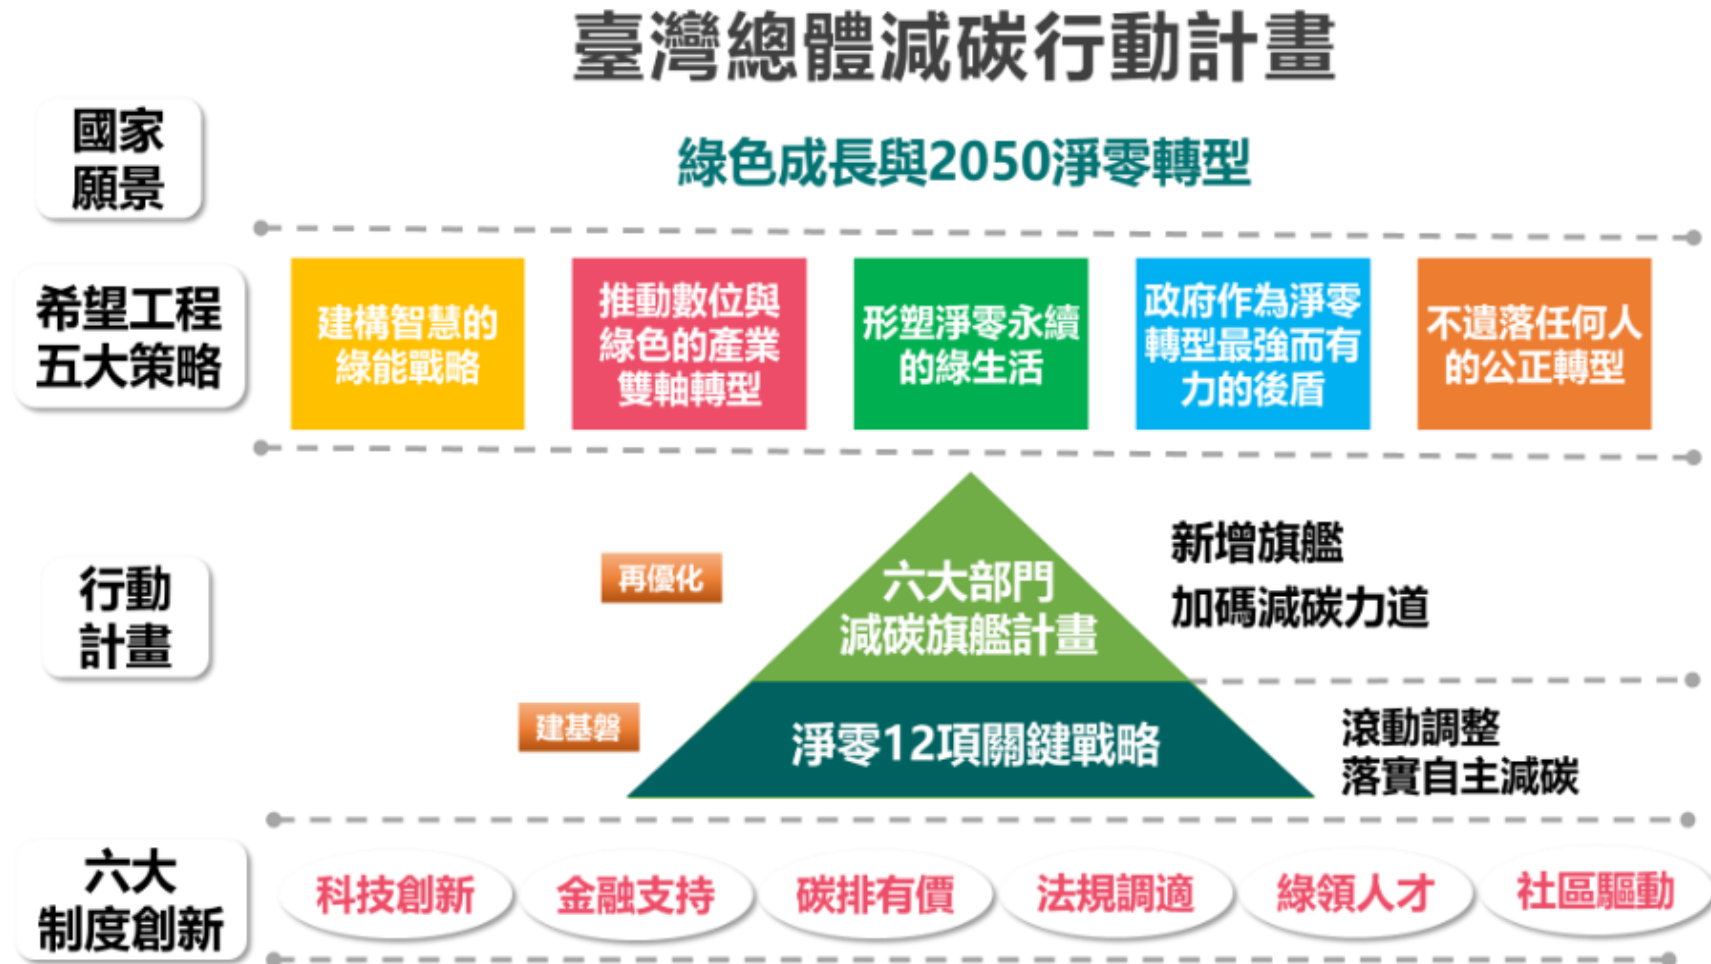 臺灣總體減碳行動計畫
國家
願景
綠色成長與2050淨零轉型
希望工程
五大策略
建構智慧的
綠能戰略
推動數位與
綠色的產業
雙軸轉型
形塑淨零永續
的綠生活
政府作為淨零
轉型最強而有
力的後盾
不遺落任何人
的公正轉型
行動
計畫
再優化
六大部門
減碳旗艦計畫
新增旗艦
加碼減碳力道
建基磐
淨零12項關鍵戰略
滾動調整
落實自主減碳
六大
制度創新
科技創新
金融支持
碳排有價
法規調適
綠領人才
社區驅動